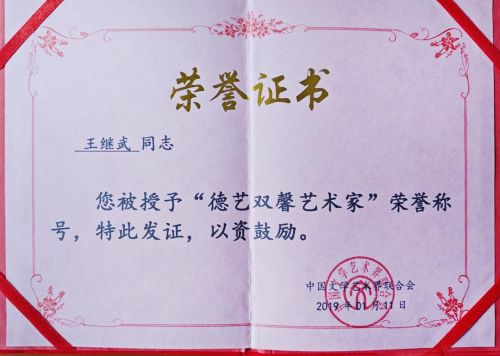 荣誉证书
王继武 同志
您被授予“德艺双馨艺术家”荣誉称
号，特此发证，以资鼓励。
中国文学艺术界联合会
2019年01月11日